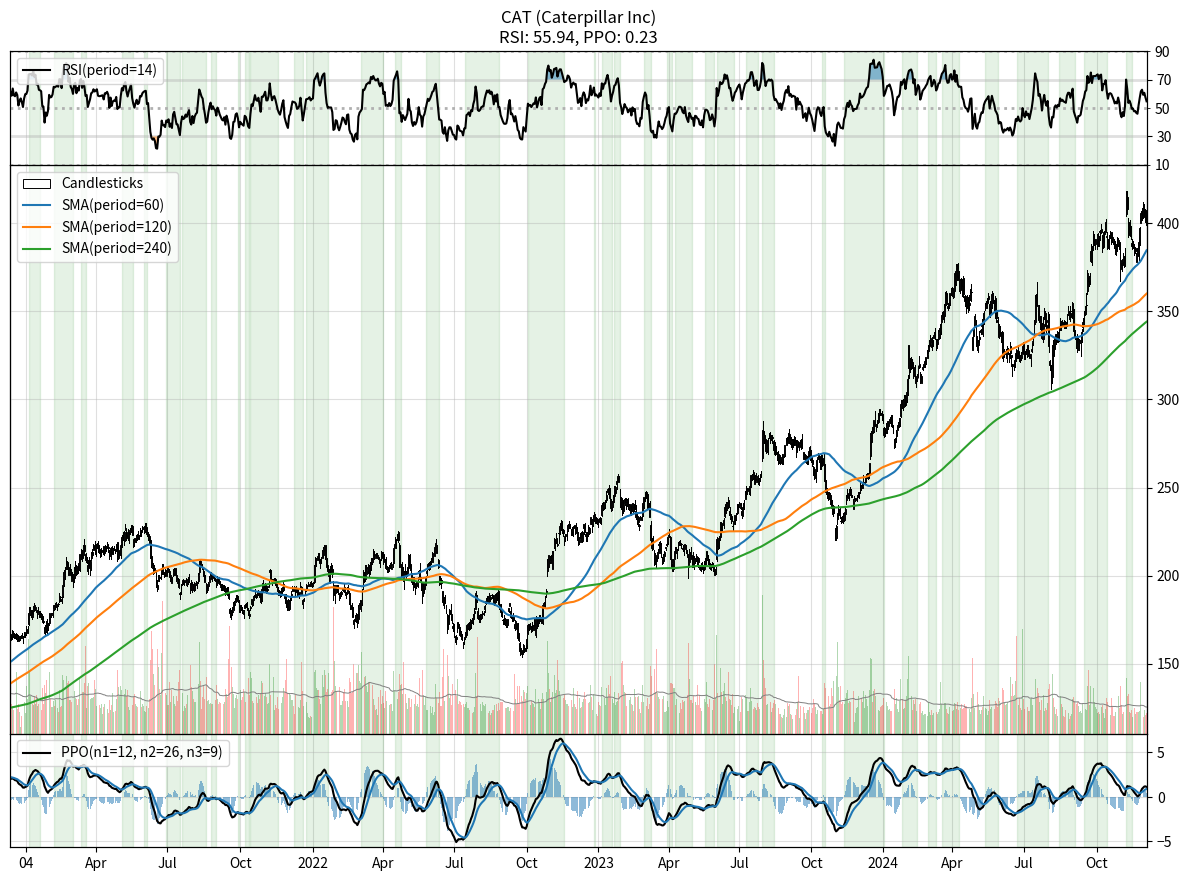 CAT (Caterpillar Inc)
RSI: 55.94, PPO: 0.23
RSI(period=14)
90
70
50
30
10
Candlesticks
SMA(period=60)
SMA(period=120)
SMA(period=240)
400
350
300
250
200
150
PPO(n1=12, n2=26, n3=9)
5
0
−5
04 Apr Jul Oct 2022 Apr Jul Oct 2023 Apr Jul Oct 2024 Apr Jul Oct